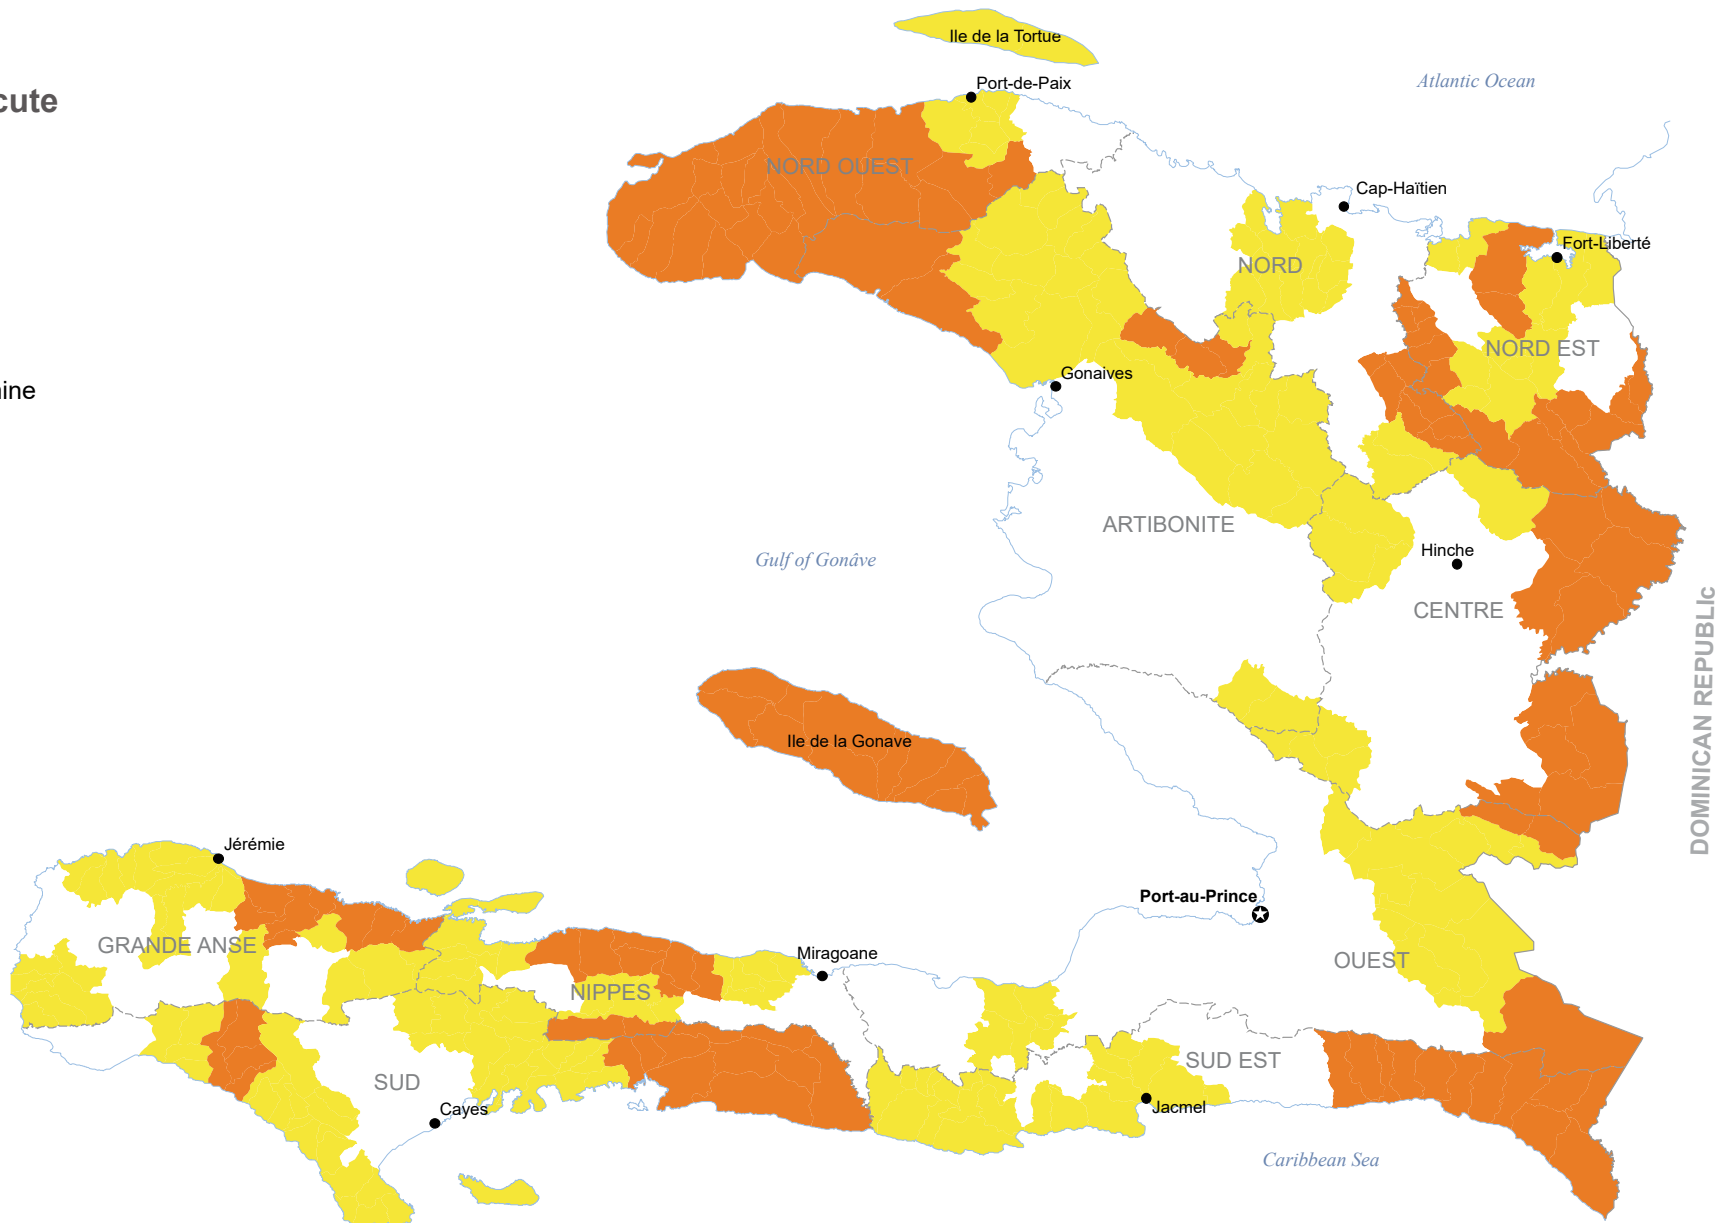 Ile de la Tortue
Atlantic Ocean
Port-de-Paix
cute
NORD OUEST
Cap-Haïtien
Fort-Liberté
NORD
NORD EST
Gonaives
ine
ARTIBONITE
Gulf of Gonâve
Hinche
CENTRE
DOMINICAN REPUBLIc
Ile de la Gonave
Jérémie
Port-au-Prince
GRANDE ANSE
Miragoane
OUEST
NIPPES
SUD EST
SUD
Cayes
Jacmel
Caribbean Sea